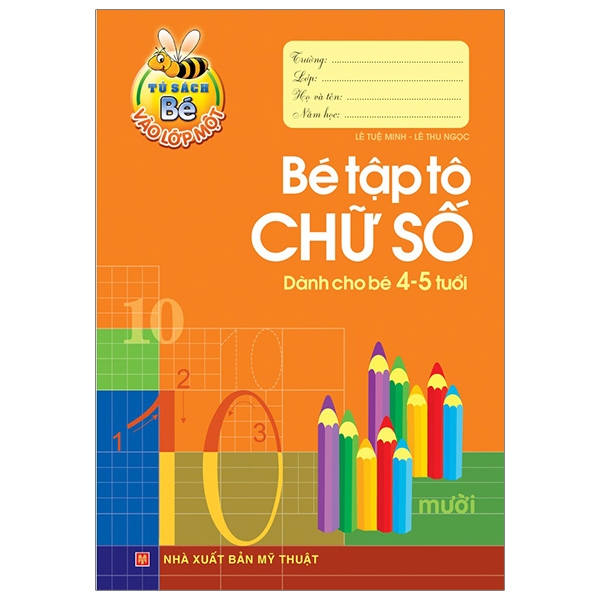 TỦ SÁCH
Bé
VÀO LỚP MỘT
Trường: ..............................
Lớp: ..............................
Họ và tên: ..............................
Năm học: ..............................
LÊ TUỆ MINH - LÊ THU NGỌC
Bé tập tô
CHỮ SỐ
Dành cho bé 4-5 tuổi
10
10
2
1
3
10
mười
NHÀ XUẤT BẢN MỸ THUẬT